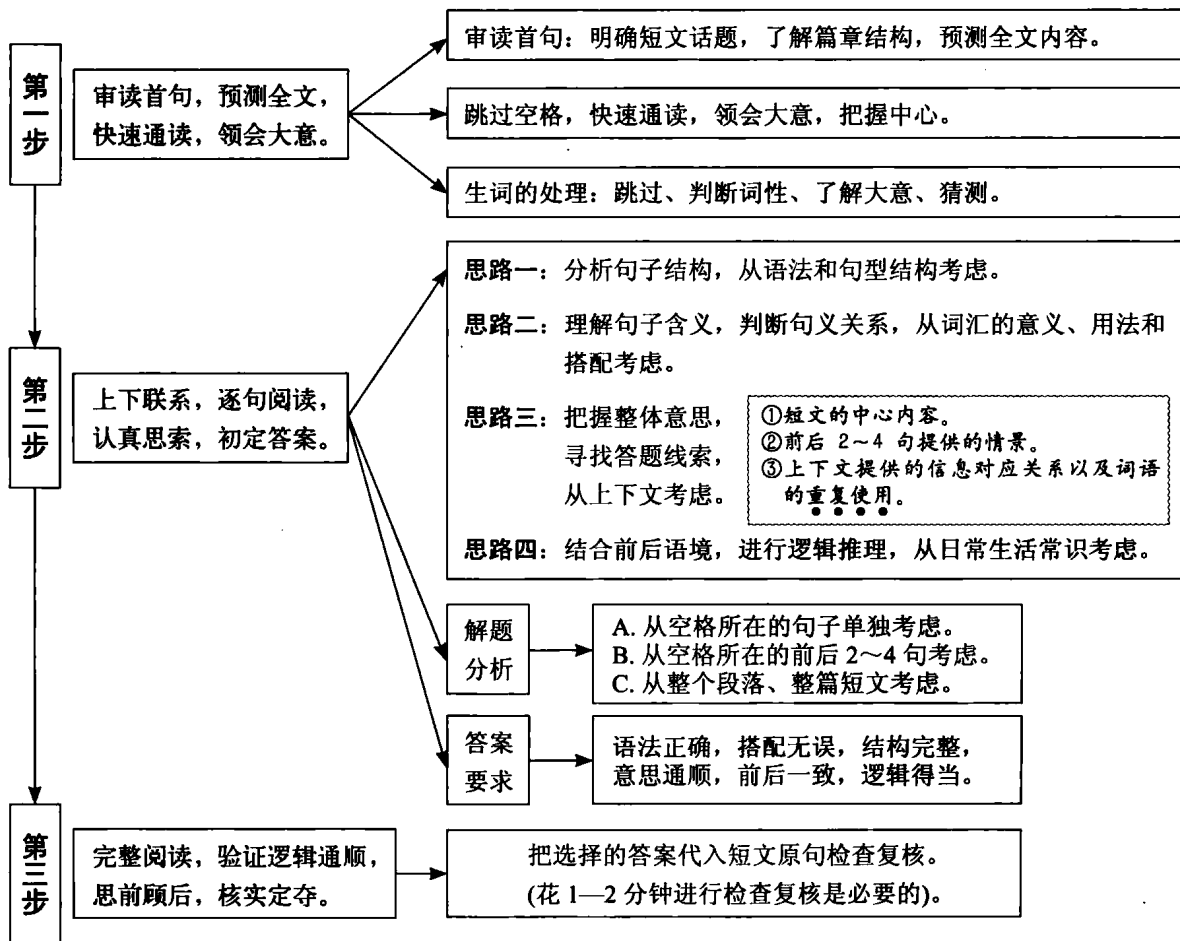 第一步
审读首句，预测全文，
快速通读，领会大意。
审读首句：明确短文话题，了解篇章结构，预测全文内容。
跳过空格，快速通读，领会大意，把握中心。
生词的处理：跳过、判断词性、了解大意、猜测。
第二步
上下联系，逐句阅读，
认真思索，初定答案。
思路一：分析句子结构，从语法和句型结构考虑。
思路二：理解句子含义，判断句义关系，从词汇的意义、用法和
搭配考虑。
思路三：把握整体意思，
寻找答题线索，
从上下文考虑。
①短文的中心内容。
②前后 2～4 句提供的情景。
③上下文提供的信息对应关系以及词语
的重复使用。
思路四：结合前后语境，进行逻辑推理，从日常生活常识考虑。
解题
分析
A. 从空格所在的句子单独考虑。
B. 从空格所在的前后 2～4 句考虑。
C. 从整个段落、整篇短文考虑。
答案
要求
语法正确，搭配无误，结构完整，
意思通顺，前后一致，逻辑得当。
第三步
完整阅读，验证逻辑通顺，
思前顾后，核实定夺。
把选择的答案代入短文原句检查复核。
(花 1—2 分钟进行检查复核是必要的)。